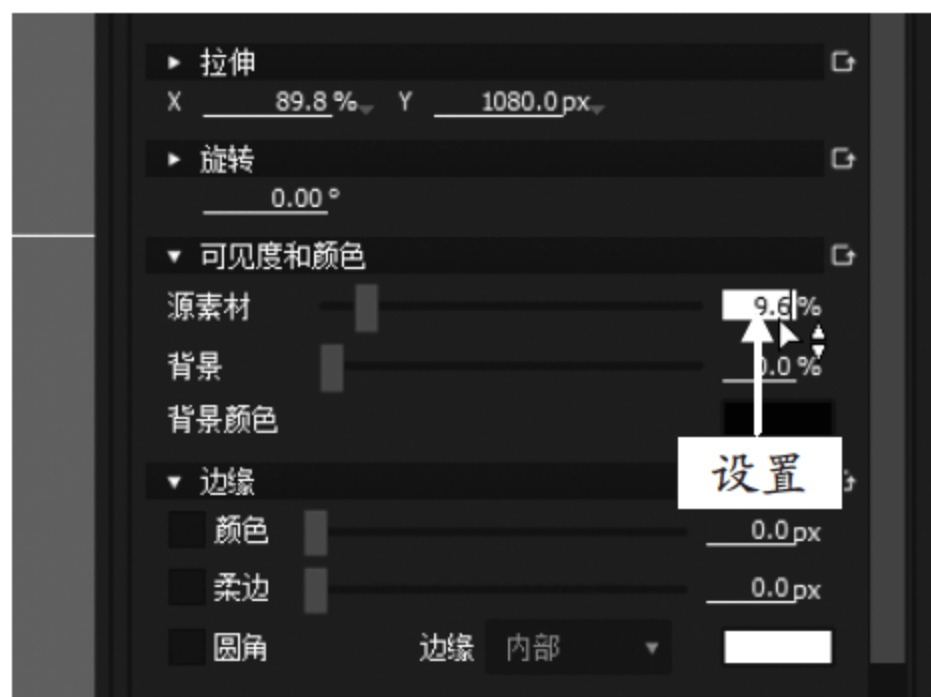 拉伸
X 89.8 % Y 1080.0 px
旋转
0.00 °
可见度和颜色
源素材 9.6 %
背景 0.0 %
背景颜色
设置
边缘
颜色 0.0 px
柔边 0.0 px
圆角 边缘 内部